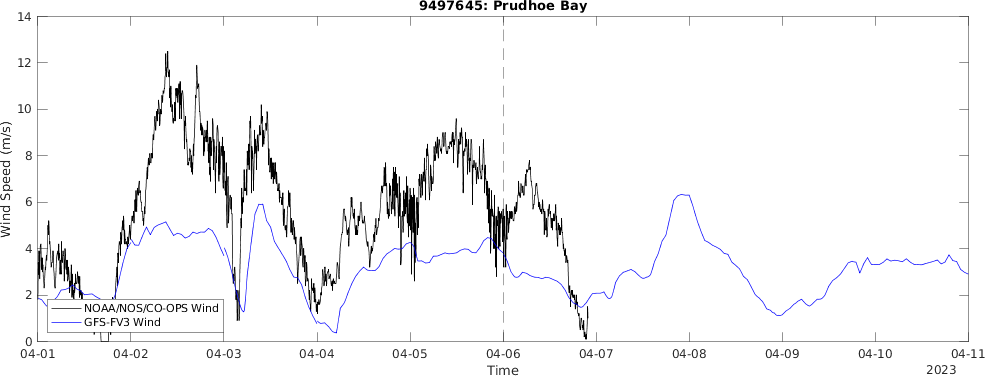 9497645: Prudhoe Bay
14
12
10
8
6
4
2
0
Wind Speed (m/s)
NOAA/NOS/CO-OPS Wind
GFS-FV3 Wind
04-01 04-02 04-03 04-04 04-05 04-06 04-07 04-08 04-09 04-10 04-11
Time
2023